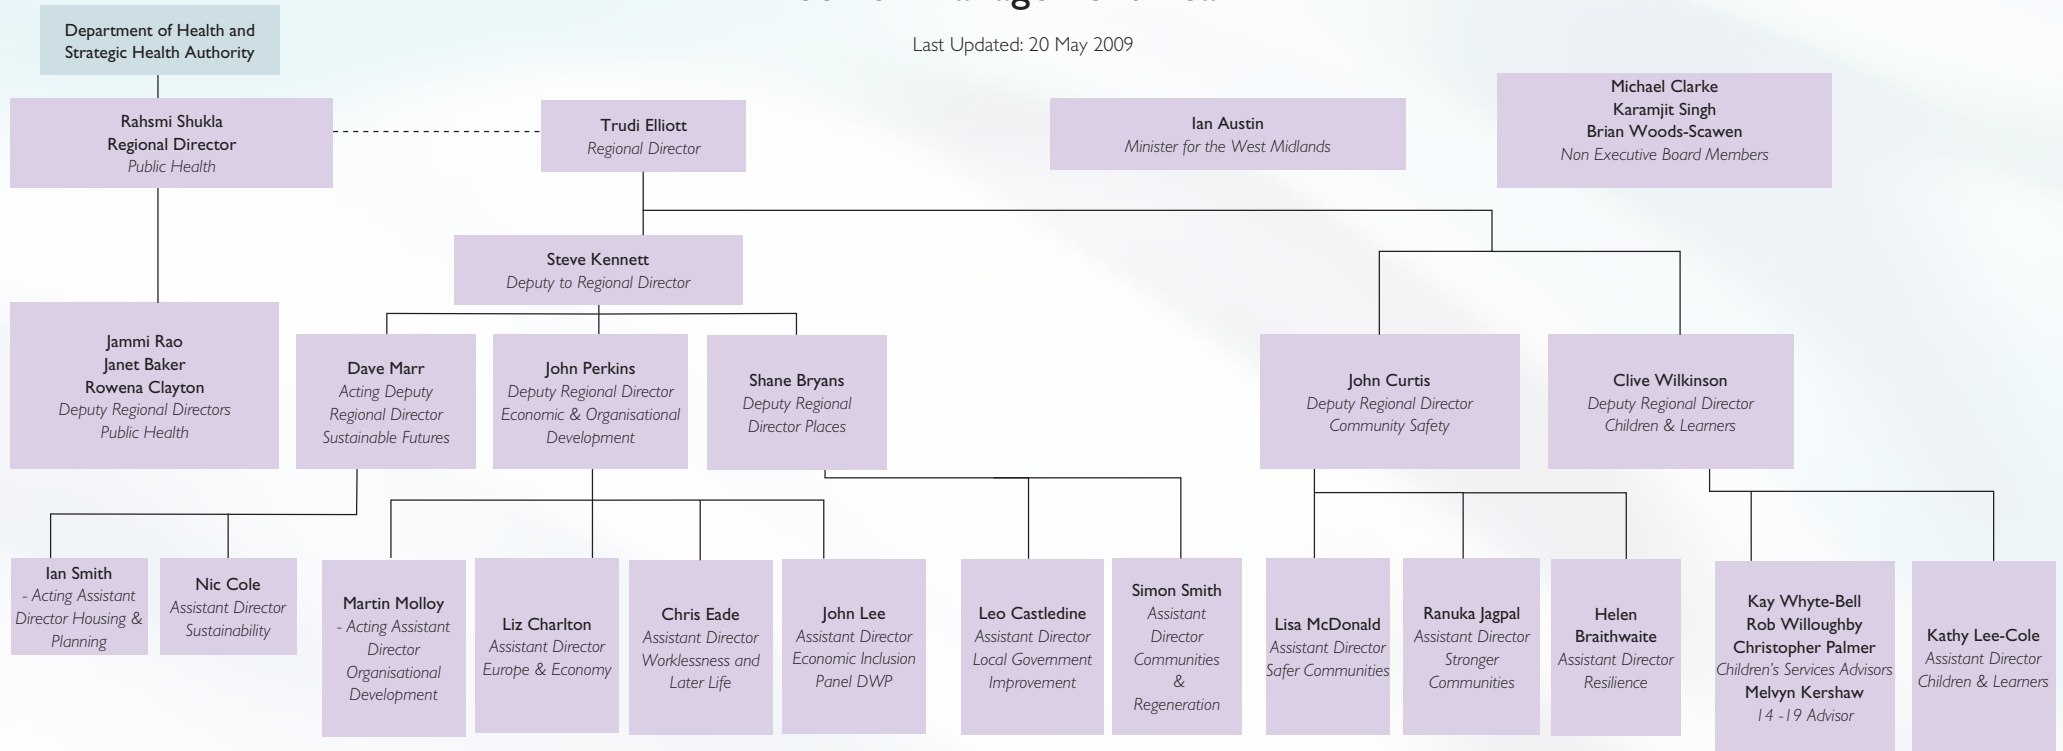 Last Updated: 20 May 2009
Department of Health and
Strategic Health Authority
Rahsmi Shukla
Regional Director
Public Health
Trudi Elliott
Regional Director
Ian Austin
Minister for the West Midlands
Michael Clarke
Karamjit Singh
Brian Woods-Scawen
Non Executive Board Members
Steve Kennett
Deputy to Regional Director
Jammi Rao
Janet Baker
Rowena Clayton
Deputy Regional Directors
Public Health
Dave Marr
Acting Deputy
Regional Director
Sustainable Futures
John Perkins
Deputy Regional Director
Economic & Organisational
Development
Shane Bryans
Deputy Regional
Director Places
John Curtis
Deputy Regional Director
Community Safety
Clive Wilkinson
Deputy Regional Director
Children & Learners
Ian Smith
- Acting Assistant
Director Housing &
Planning
Nic Cole
Assistant Director
Sustainability
Martin Molloy
- Acting Assistant
Director
Organisational
Development
Liz Charlton
Assistant Director
Europe & Economy
Chris Eade
Assistant Director
Worklessness and
Later Life
John Lee
Assistant Director
Economic Inclusion
Panel DWP
Leo Castledine
Assistant Director
Local Government
Improvement
Simon Smith
Assistant
Director
Communities
&
Regeneration
Lisa McDonald
Assistant Director
Safer Communities
Ranuka Jagpal
Assistant Director
Stronger
Communities
Helen
Braithwaite
Assistant Director
Resilience
Kay Whyte-Bell
Rob Willoughby
Christopher Palmer
Children's Services Advisors
Melvyn Kershaw
14 -19 Advisor
Kathy Lee-Cole
Assistant Director
Children & Learners